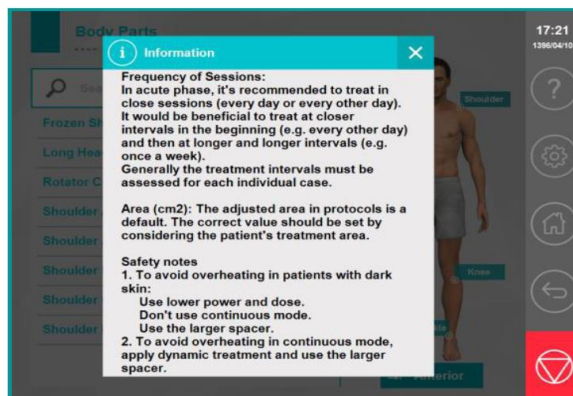 Body Parts
Information
17:21
1396/04/10
Frequency of Sessions:
In acute phase, it's recommended to treat in
close sessions (every day or every other day).
It would be beneficial to treat at closer
intervals in the beginning (e.g. every other day)
and then at longer and longer intervals (e.g.
once a week).
Generally the treatment intervals must be
assessed for each individual case.
Area (cm2): The adjusted area in protocols is a
default. The correct value should be set by
considering the patient's treatment area.
Safety notes
1. To avoid overheating in patients with dark
skin:
Use lower power and dose.
Don't use continuous mode.
Use the larger spacer.
2. To avoid overheating in continuous mode,
apply dynamic treatment and use the larger
spacer.
Frozen
Long
Rotator
Shoulder
Shoulder
Shoulder
Shoulder
Shoulder
Shoulder
Knee